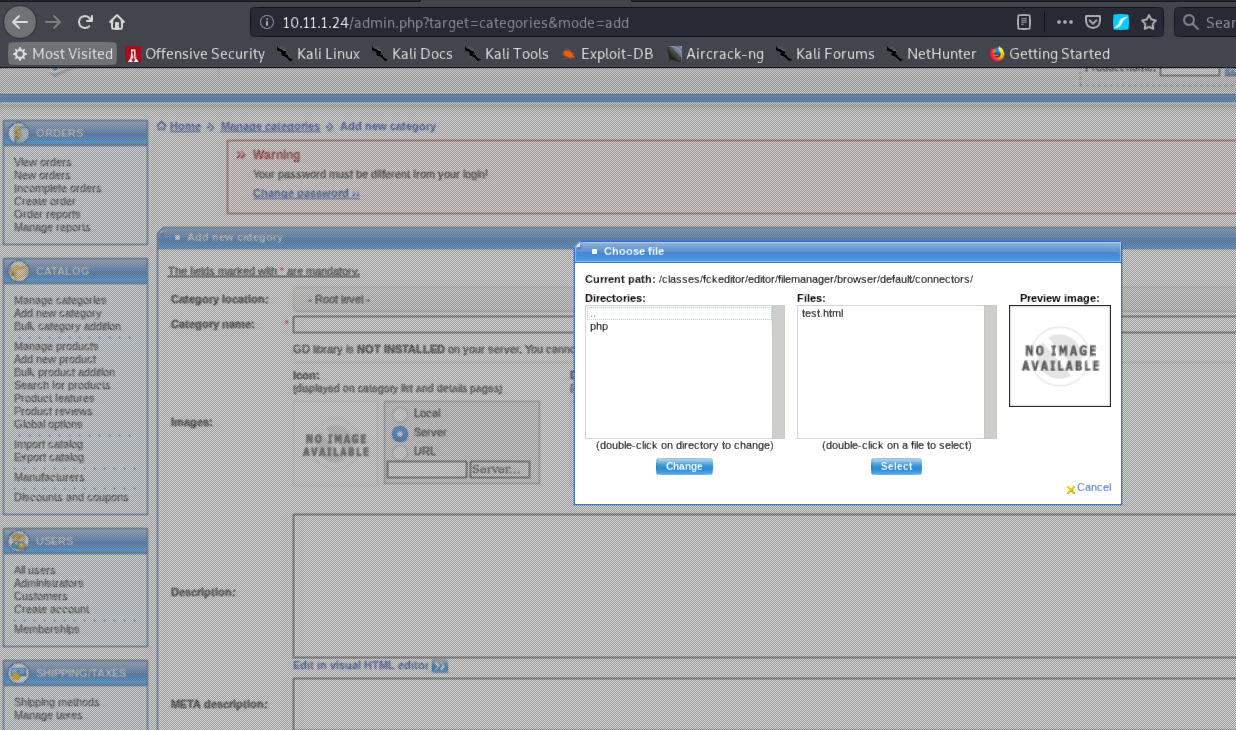 10.11.1.24/admin.php?target=categories&mode=add
Sear
Most Visited Offensive Security Kali Linux Kali Docs Kali Tools Exploit-DB Aircrack-ng Kali Forums NetHunter Getting Started
Product name:
ORDERS
View orders
New orders
Incomplete orders
Create order
Order reports
Manage reports
CATALOG
Manage categories
Add new category
Bulk category addition
Manage products
Add new product
Bulk product addition
Search for products
Product features
Product reviews
Global options
Import catalog
Export catalog
Manufacturers
Discounts and coupons
USERS
All users
Administrators
Customers
Create account
Memberships
SHIPPING/TAXES
Shipping methods
Manage taxes
Home Manage categories Add new category
Warning
Your password must be different from your login!
Change password ››
Add new category
The fields marked with * are mandatory.
Category location: - Root level -
Category name: *
GD library is NOT INSTALLED on your server. You canno
Icon:
(displayed on category list and details pages)
Images:
NO IMAGE
AVAILABLE
Local
Server
URL
Server...
Description:
Edit in visual HTML editor
META description:
Choose file
Current path: /classes/fckeditor/editor/filemanager/browser/default/connectors/
Directories: Files: Preview image:
..
php
test.html
NO IMAGE
AVAILABLE
(double-click on directory to change) (double-click on a file to select)
Change Select
Cancel